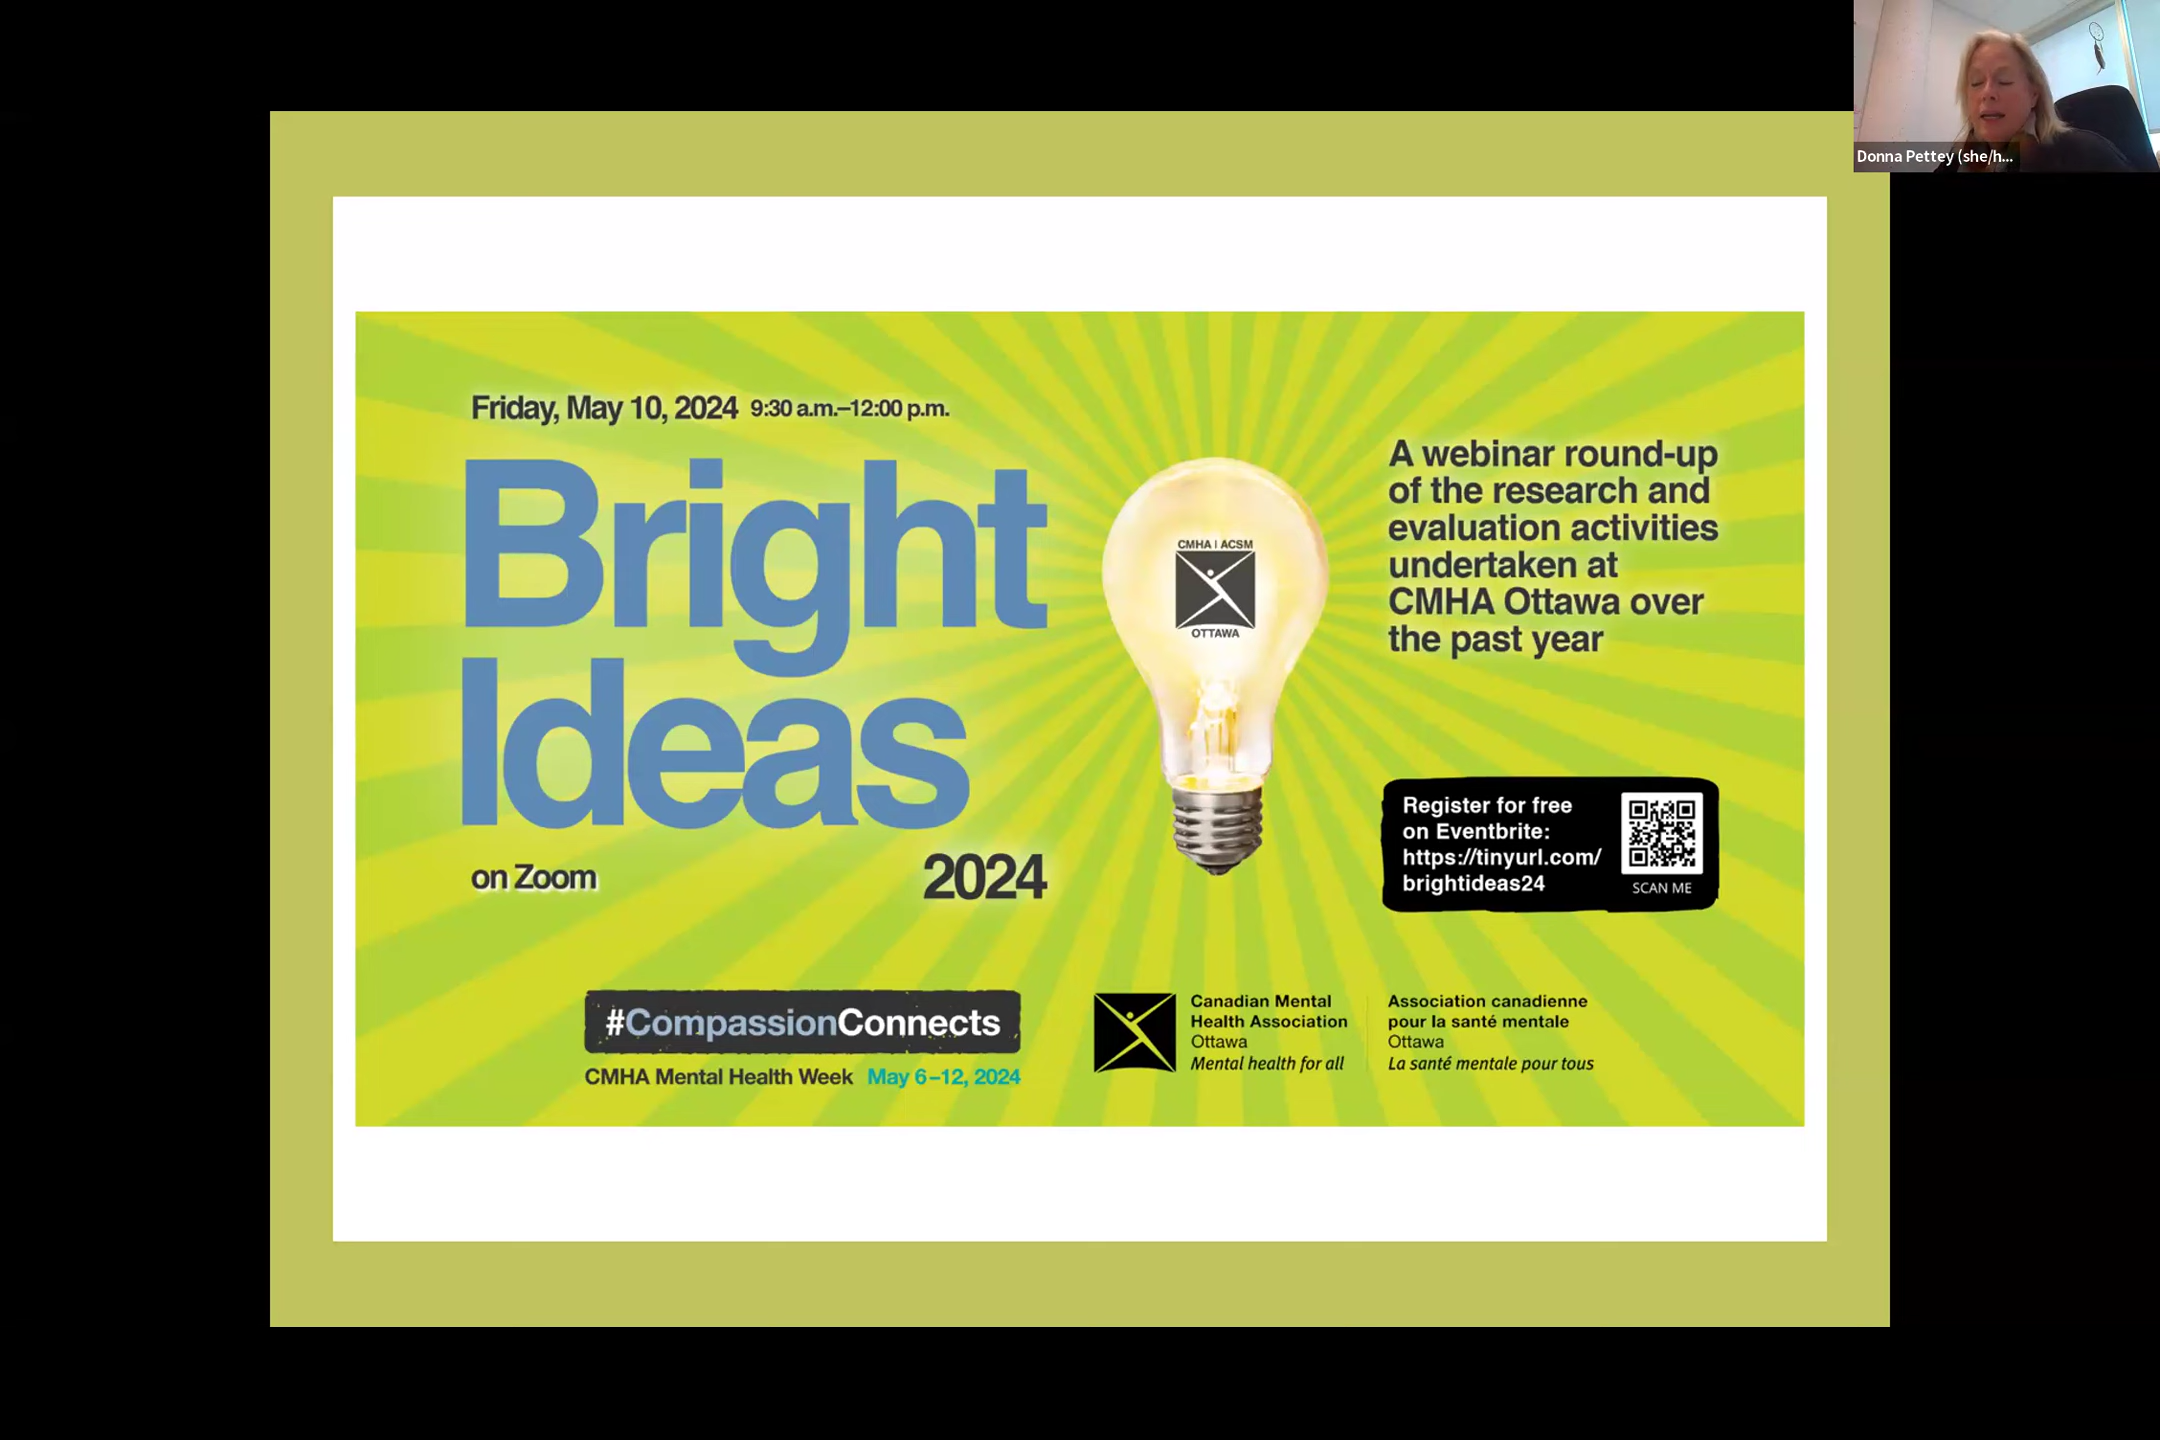 Donna Pettey (she/h...
Friday, May 10, 2024 9:30 a.m.–12:00 p.m.
Bright
Ideas
on Zoom
2024
CMHA | ACSM
OTTAWA
A webinar round-up
of the research and
evaluation activities
undertaken at
CMHA Ottawa over
the past year
Register for free
on Eventbrite:
https://tinyurl.com/
brightideas24
SCAN ME
#CompassionConnects
CMHA Mental Health Week May 6–12, 2024
Canadian Mental
Health Association
Ottawa
Mental health for all
Association canadienne
pour la santé mentale
Ottawa
La santé mentale pour tous